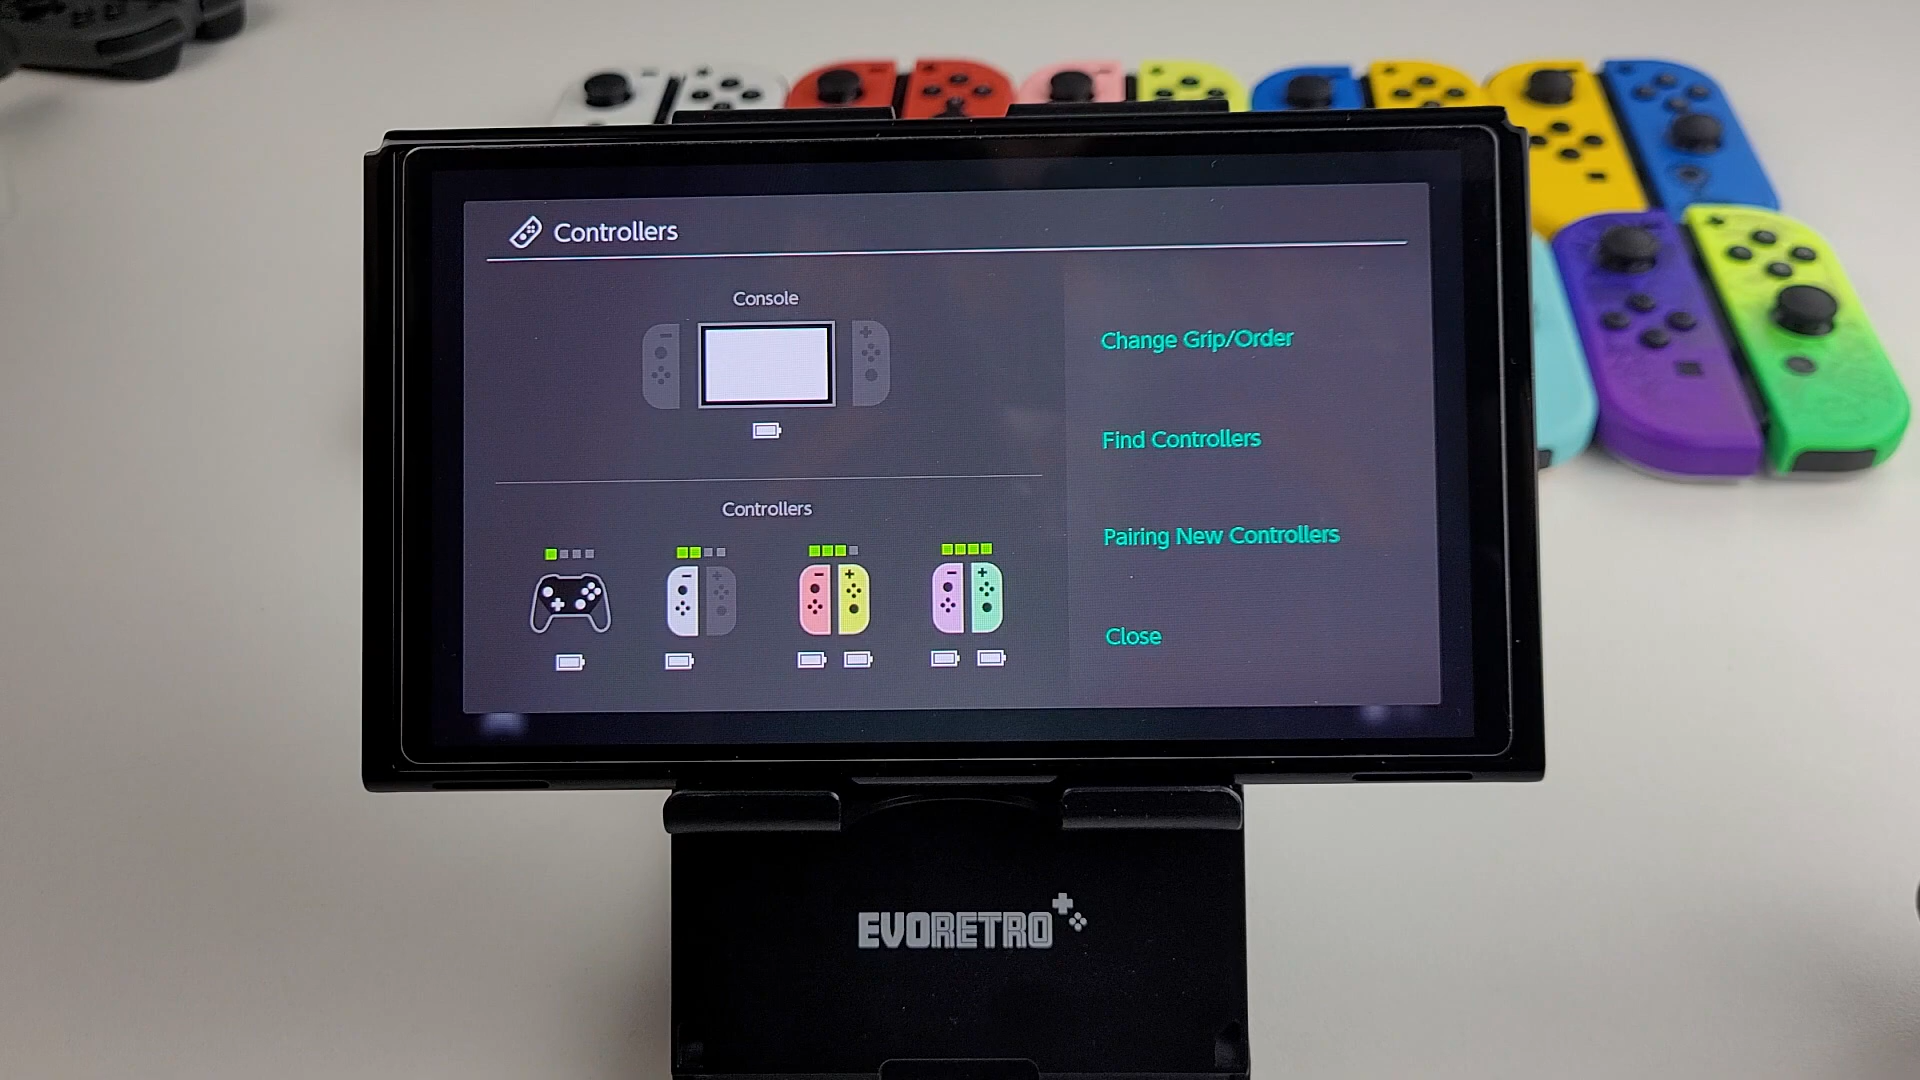 Controllers
Console
Controllers
Change Grip/Order
Find Controllers
Pairing New Controllers
Close
EVORETRO